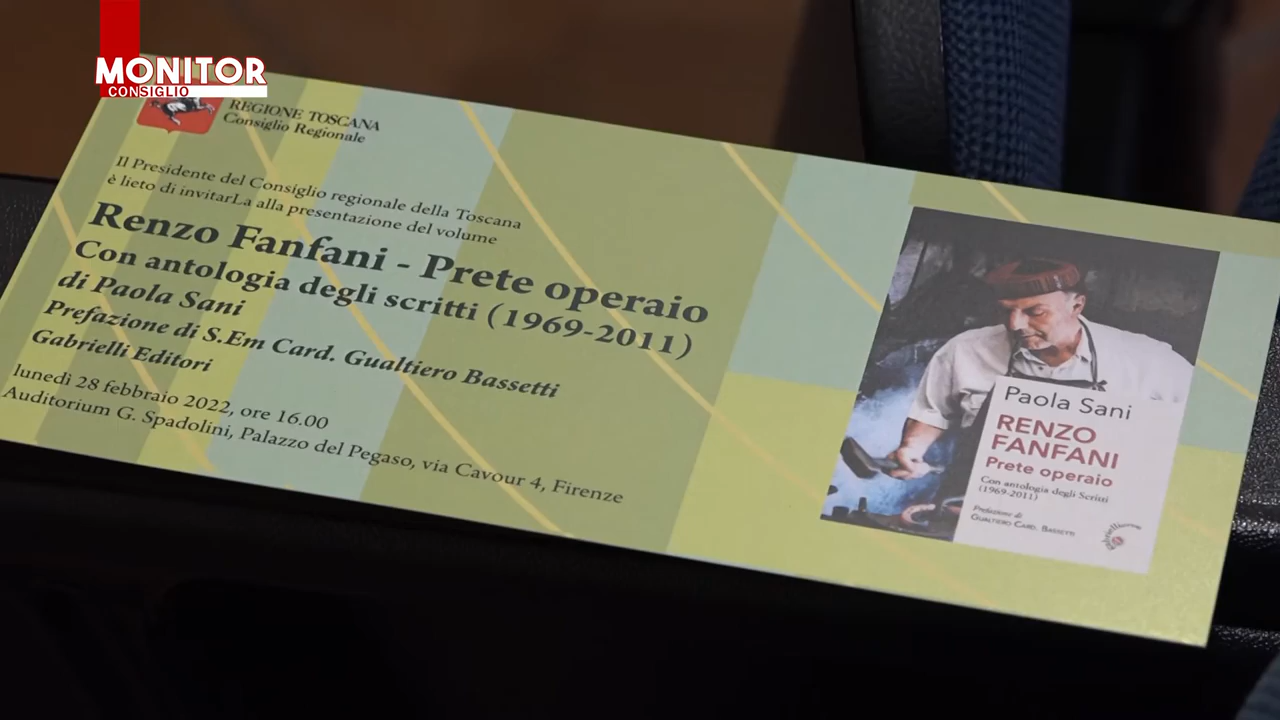 MONITOR
CONSIGLIO
REGIONE TOSCANA
Consiglio Regionale
Il Presidente del Consiglio regionale della Toscana
è lieto di invitarLa alla presentazione del volume
Renzo Fanfani - Prete operaio
Con antologia degli scritti (1969-2011)
di Paola Sani
Prefazione di S.Em Card. Gualtiero Bassetti
Gabrielli Editori
lunedì 28 febbraio 2022, ore 16.00
Auditorium G. Spadolini, Palazzo del Pegaso, via Cavour 4, Firenze
Paola Sani
RENZO
FANFANI
Prete operaio
Con antologia degli Scritti
(1969-2011)
Prefazione di
GUALTIERO CARD. BASSETTI